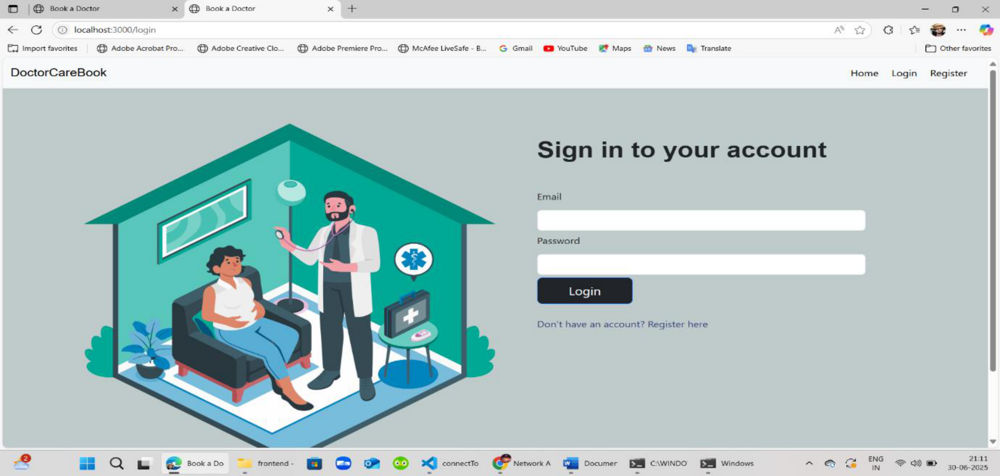 Book a Doctor
Book a Doctor
localhost:3000/login
Import favorites
Adobe Acrobat Pro...
Adobe Creative Clo...
Adobe Premiere Pro...
McAfee LiveSafe - B...
Gmail
YouTube
Maps
News
Translate
Other favorites
DoctorCareBook
Home
Login
Register
Sign in to your account
Email
Password
Login
Don't have an account? Register here
2
Book a Do
frontend -
connectTo
Network A
Documer
C:\WINDO
Windows
ENG
IN
21:11
30-06-2025